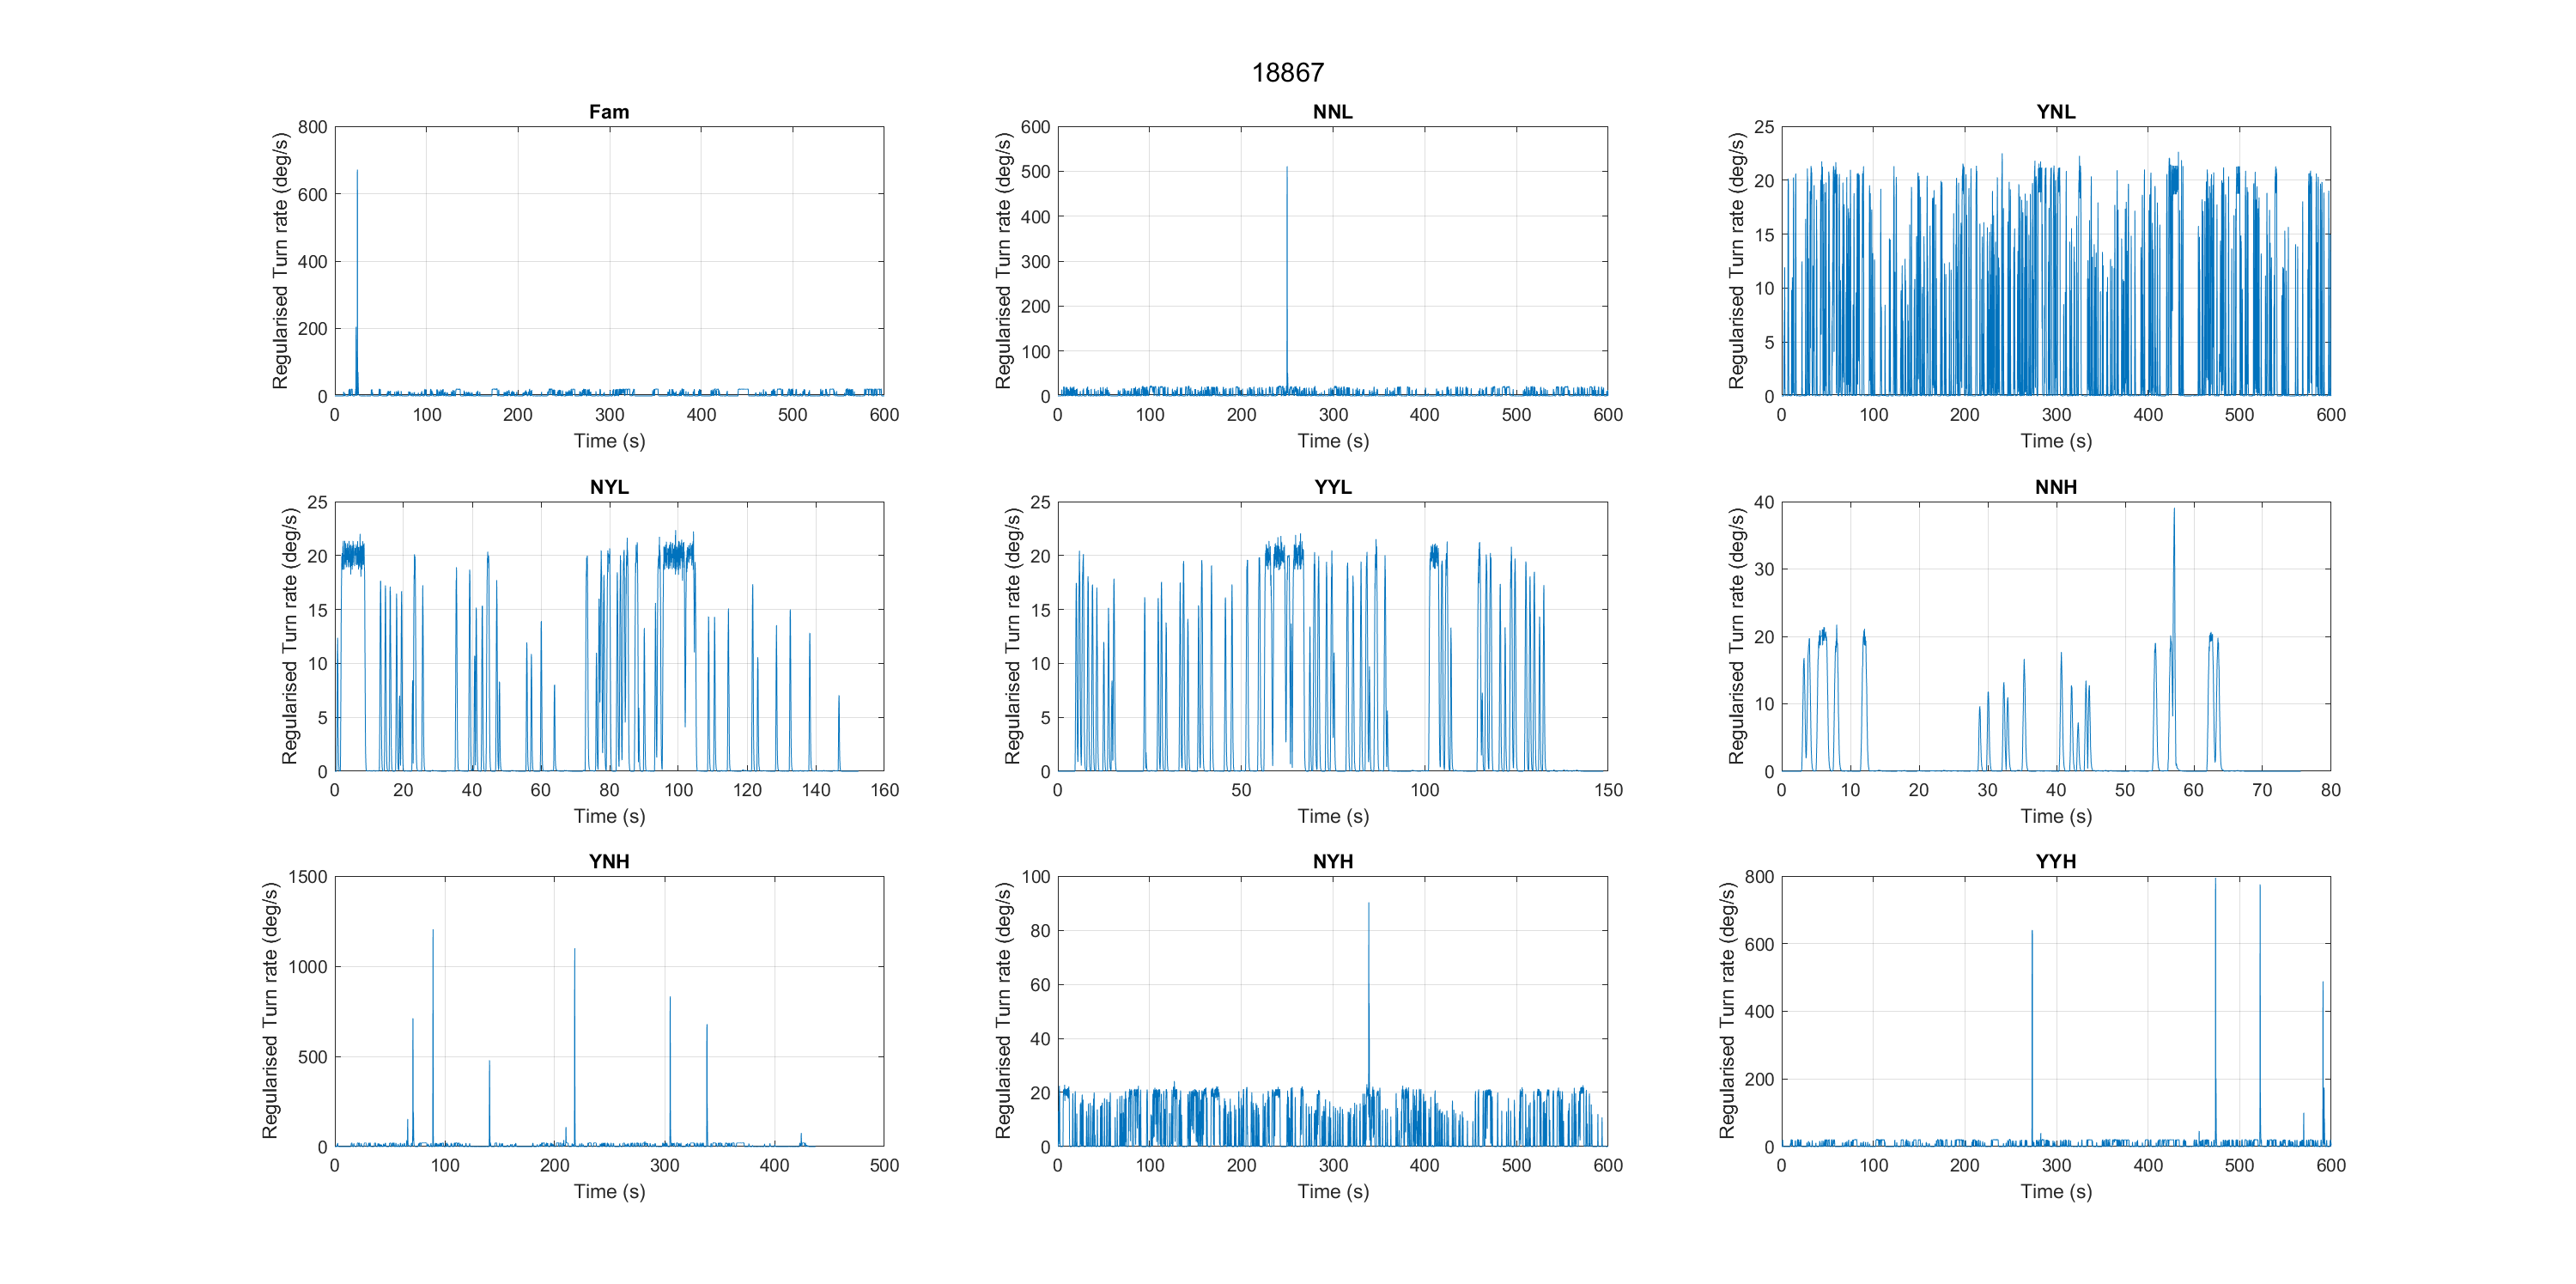 18867
Fam
NNL
YNL
Regularised Turn rate (deg/s)
800
600
400
200
0
0 100 200 300 400 500 600
Time (s)
Regularised Turn rate (deg/s)
600
500
400
300
200
100
0
0 100 200 300 400 500 600
Time (s)
Regularised Turn rate (deg/s)
25
20
15
10
5
0
0 100 200 300 400 500 600
Time (s)
NYL
YYL
NNH
Regularised Turn rate (deg/s)
25
20
15
10
5
0
0 20 40 60 80 100 120 140 160
Time (s)
Regularised Turn rate (deg/s)
25
20
15
10
5
0
0 50 100 150
Time (s)
Regularised Turn rate (deg/s)
40
30
20
10
0
0 10 20 30 40 50 60 70 80
Time (s)
YNH
NYH
YYH
Regularised Turn rate (deg/s)
1500
1000
500
0
0 100 200 300 400 500
Time (s)
Regularised Turn rate (deg/s)
100
80
60
40
20
0
0 100 200 300 400 500 600
Time (s)
Regularised Turn rate (deg/s)
800
600
400
200
0
0 100 200 300 400 500 600
Time (s)